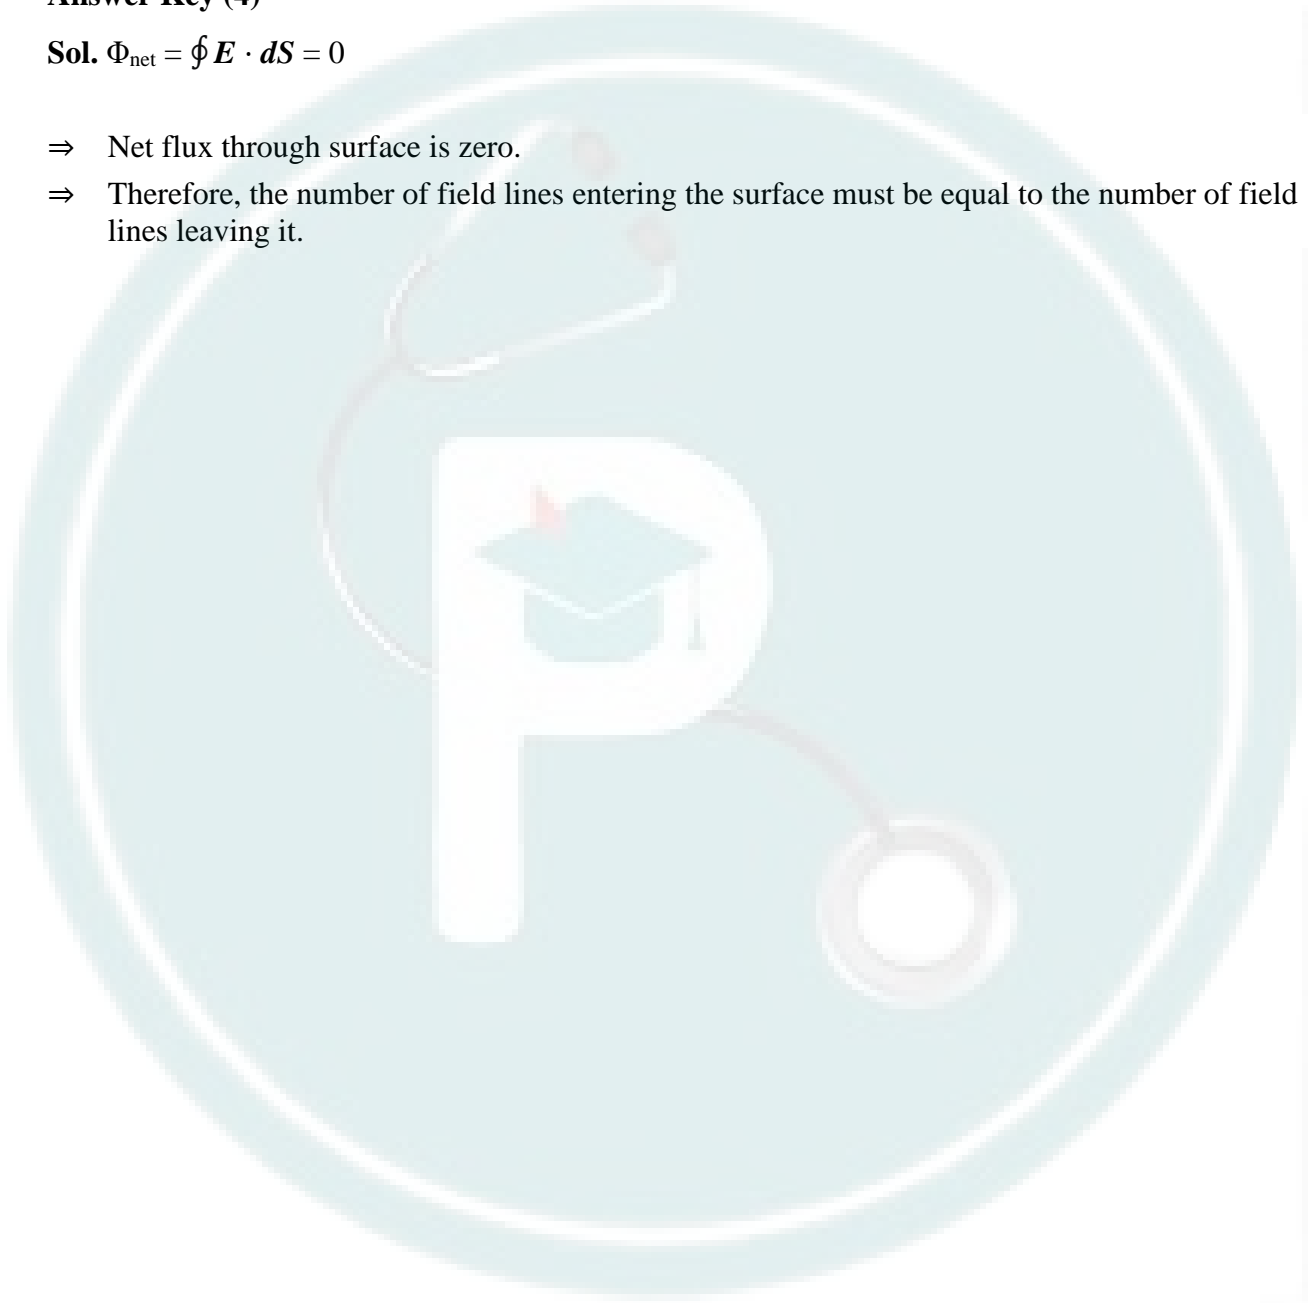 Answer Key (4)
Sol. Φnet = ∮ E · dS = 0
⇒ Net flux through surface is zero.
⇒ Therefore, the number of field lines entering the surface must be equal to the number of field
lines leaving it.
P